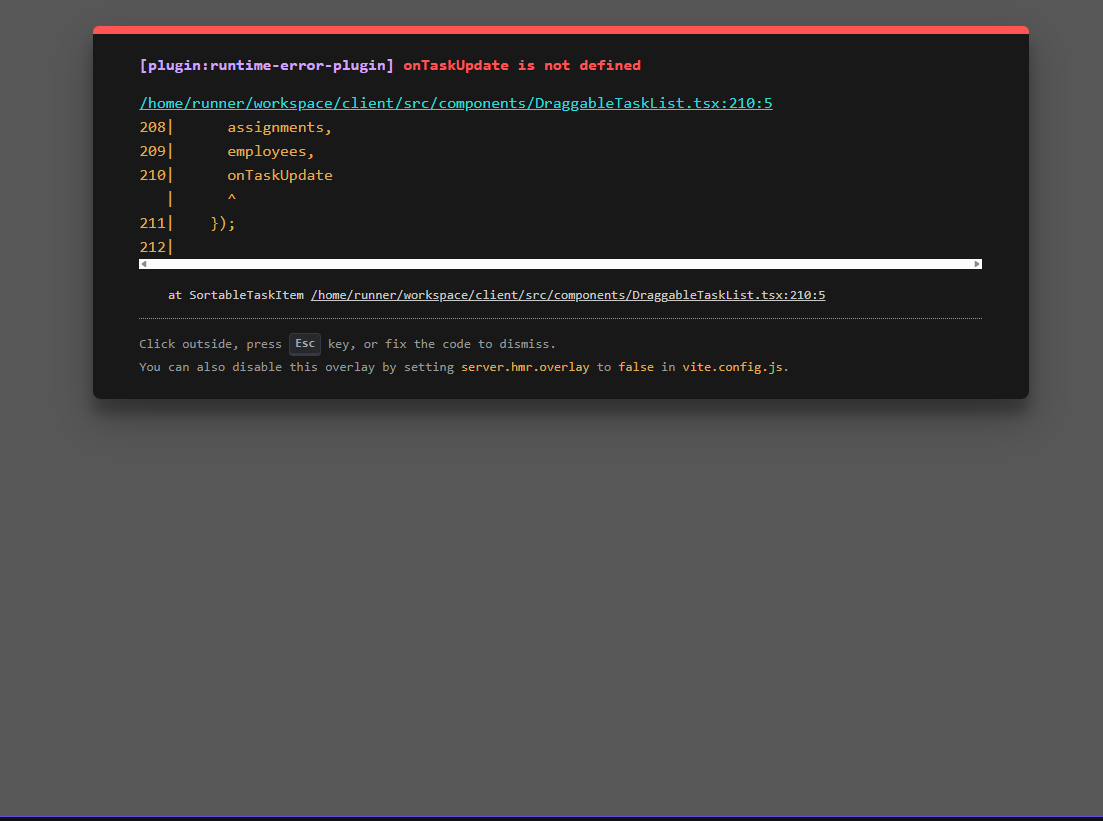 [plugin:runtime-error-plugin] onTaskUpdate is not defined
/home/runner/workspace/client/src/components/DraggableTaskList.tsx:210:5
208|      assignments,
209|      employees,
210|      onTaskUpdate
   |      ^
211|    });
212|
at SortableTaskItem /home/runner/workspace/client/src/components/DraggableTaskList.tsx:210:5
Click outside, press Esc key, or fix the code to dismiss.
You can also disable this overlay by setting server.hmr.overlay to false in vite.config.js.